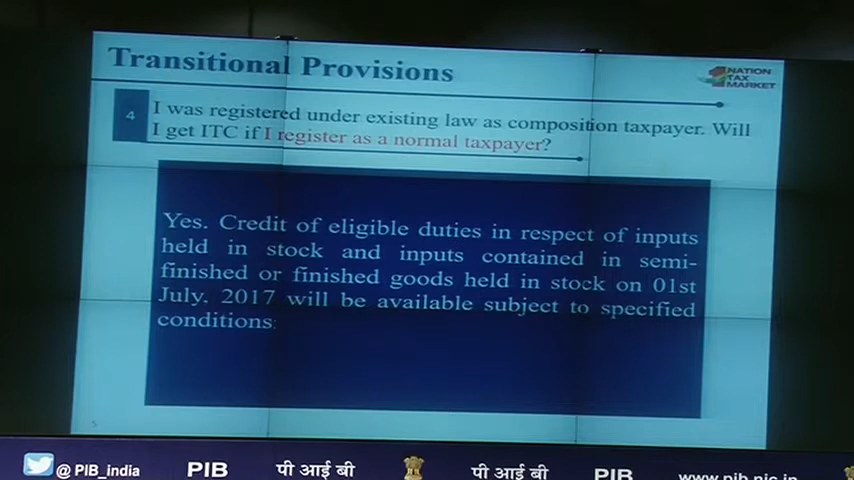 Transitional Provisions
1 NATION
TAX
MARKET
4
I was registered under existing law as composition taxpayer. Will
I get ITC if I register as a normal taxpayer?
Yes. Credit of eligible duties in respect of inputs
held in stock and inputs contained in semi-
finished or finished goods held in stock on 01st
July, 2017 will be available subject to specified
conditions:
5
@PIB_india PIB पी आई बी पी आई बी PIB www.pib.nic.in